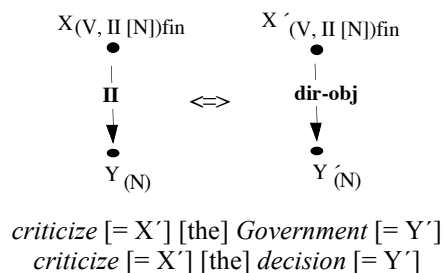 X(V, II [N])fin X´(V, II [N])fin
II <=> dir-obj
Y(N) Y´(N)
criticize [= X´] [the] Government [= Y´]
criticize [= X´] [the] decision [= Y´]